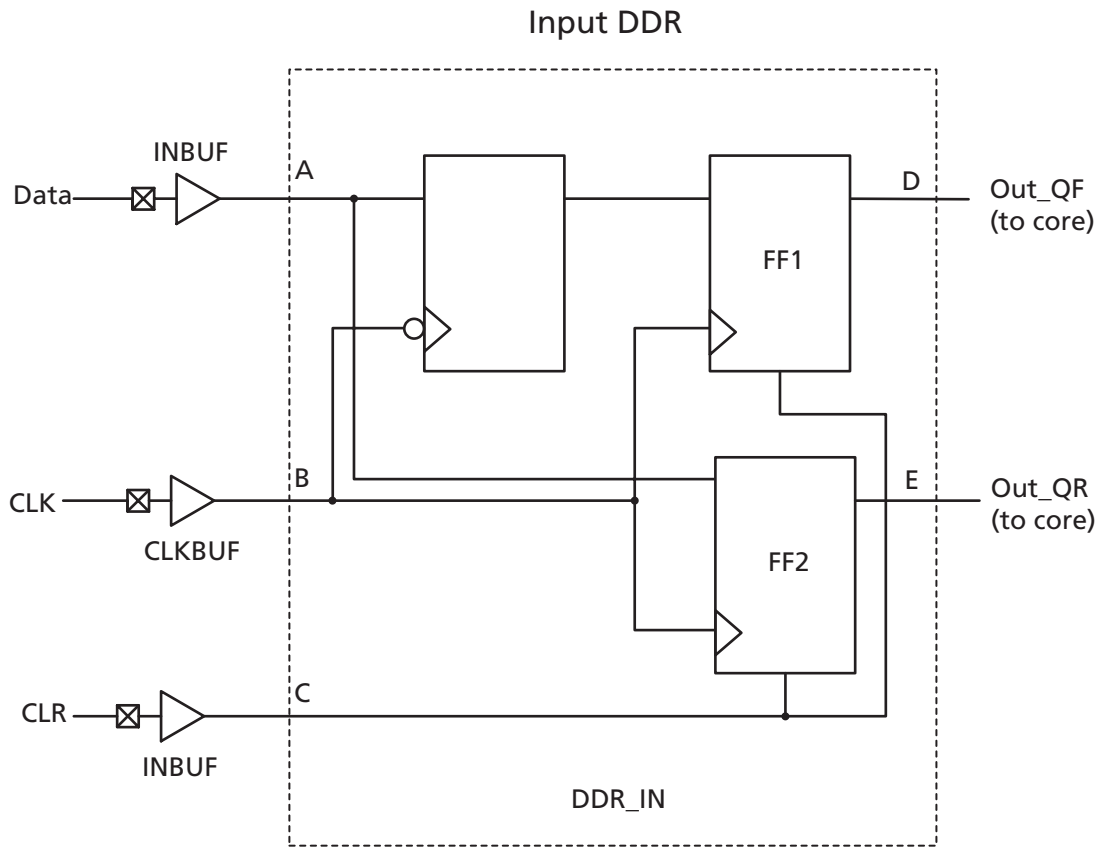 Input DDR
INBUF
A
D
Data
Out_QF
(to core)
FF1
B
E
CLK
Out_QR
(to core)
CLKBUF
FF2
C
CLR
INBUF
DDR_IN